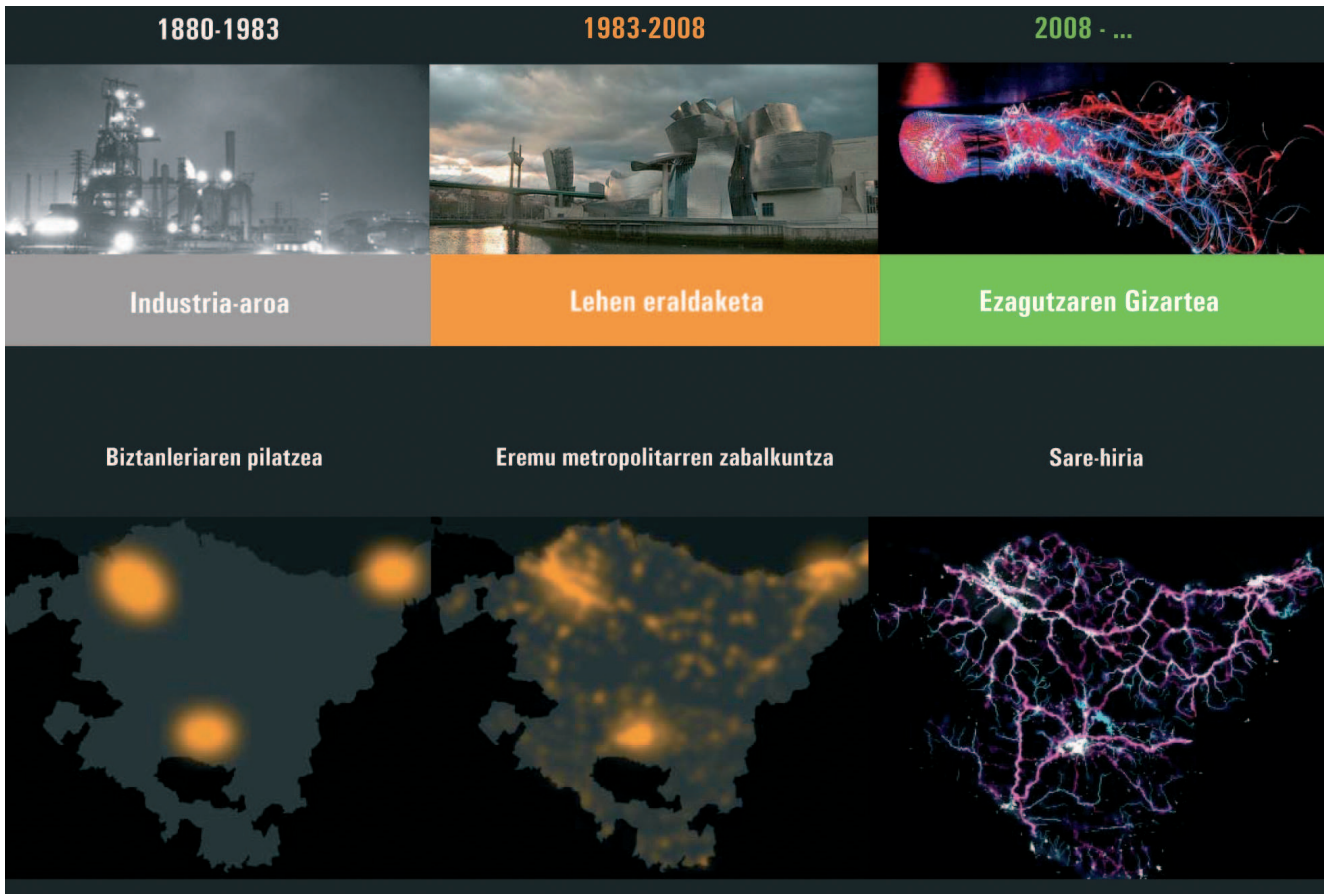 1880-1983
1983-2008
2008 - ...
Industria-aroa
Lehen eraldaketa
Ezagutzaren Gizartea
Biztanleriaren pilatzea
Eremu metropolitarren zabalkuntza
Sare-hiria